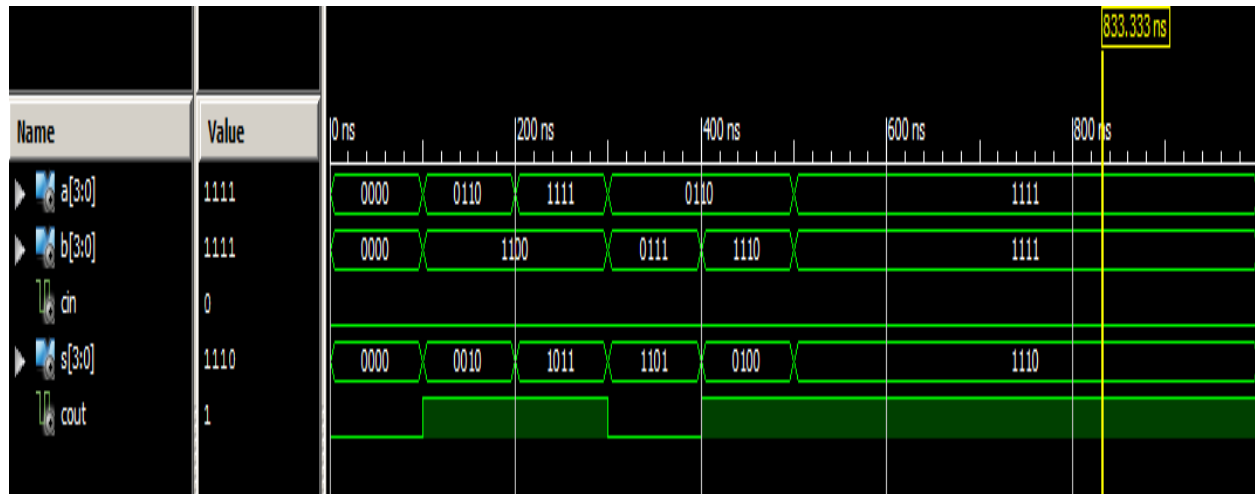 833.333 ns
Name Value 0 ns 200 ns 400 ns 600 ns 800 ns
a[3:0] 1111 0000 0110 1111 0110 1111
b[3:0] 1111 0000 1100 0111 1110 1111
cin 0
s[3:0] 1110 0000 0010 1011 1101 0100 1110
cout 1